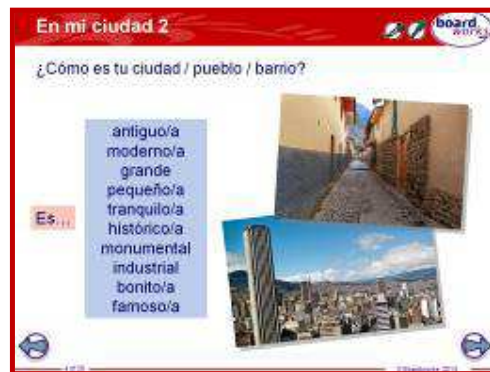 En mi ciudad 2
board
works
¿Cómo es tu ciudad / pueblo / barrio?
Es...
antiguo/a
moderno/a
grande
pequeño/a
tranquilo/a
histórico/a
monumental
industrial
bonito/a
famoso/a